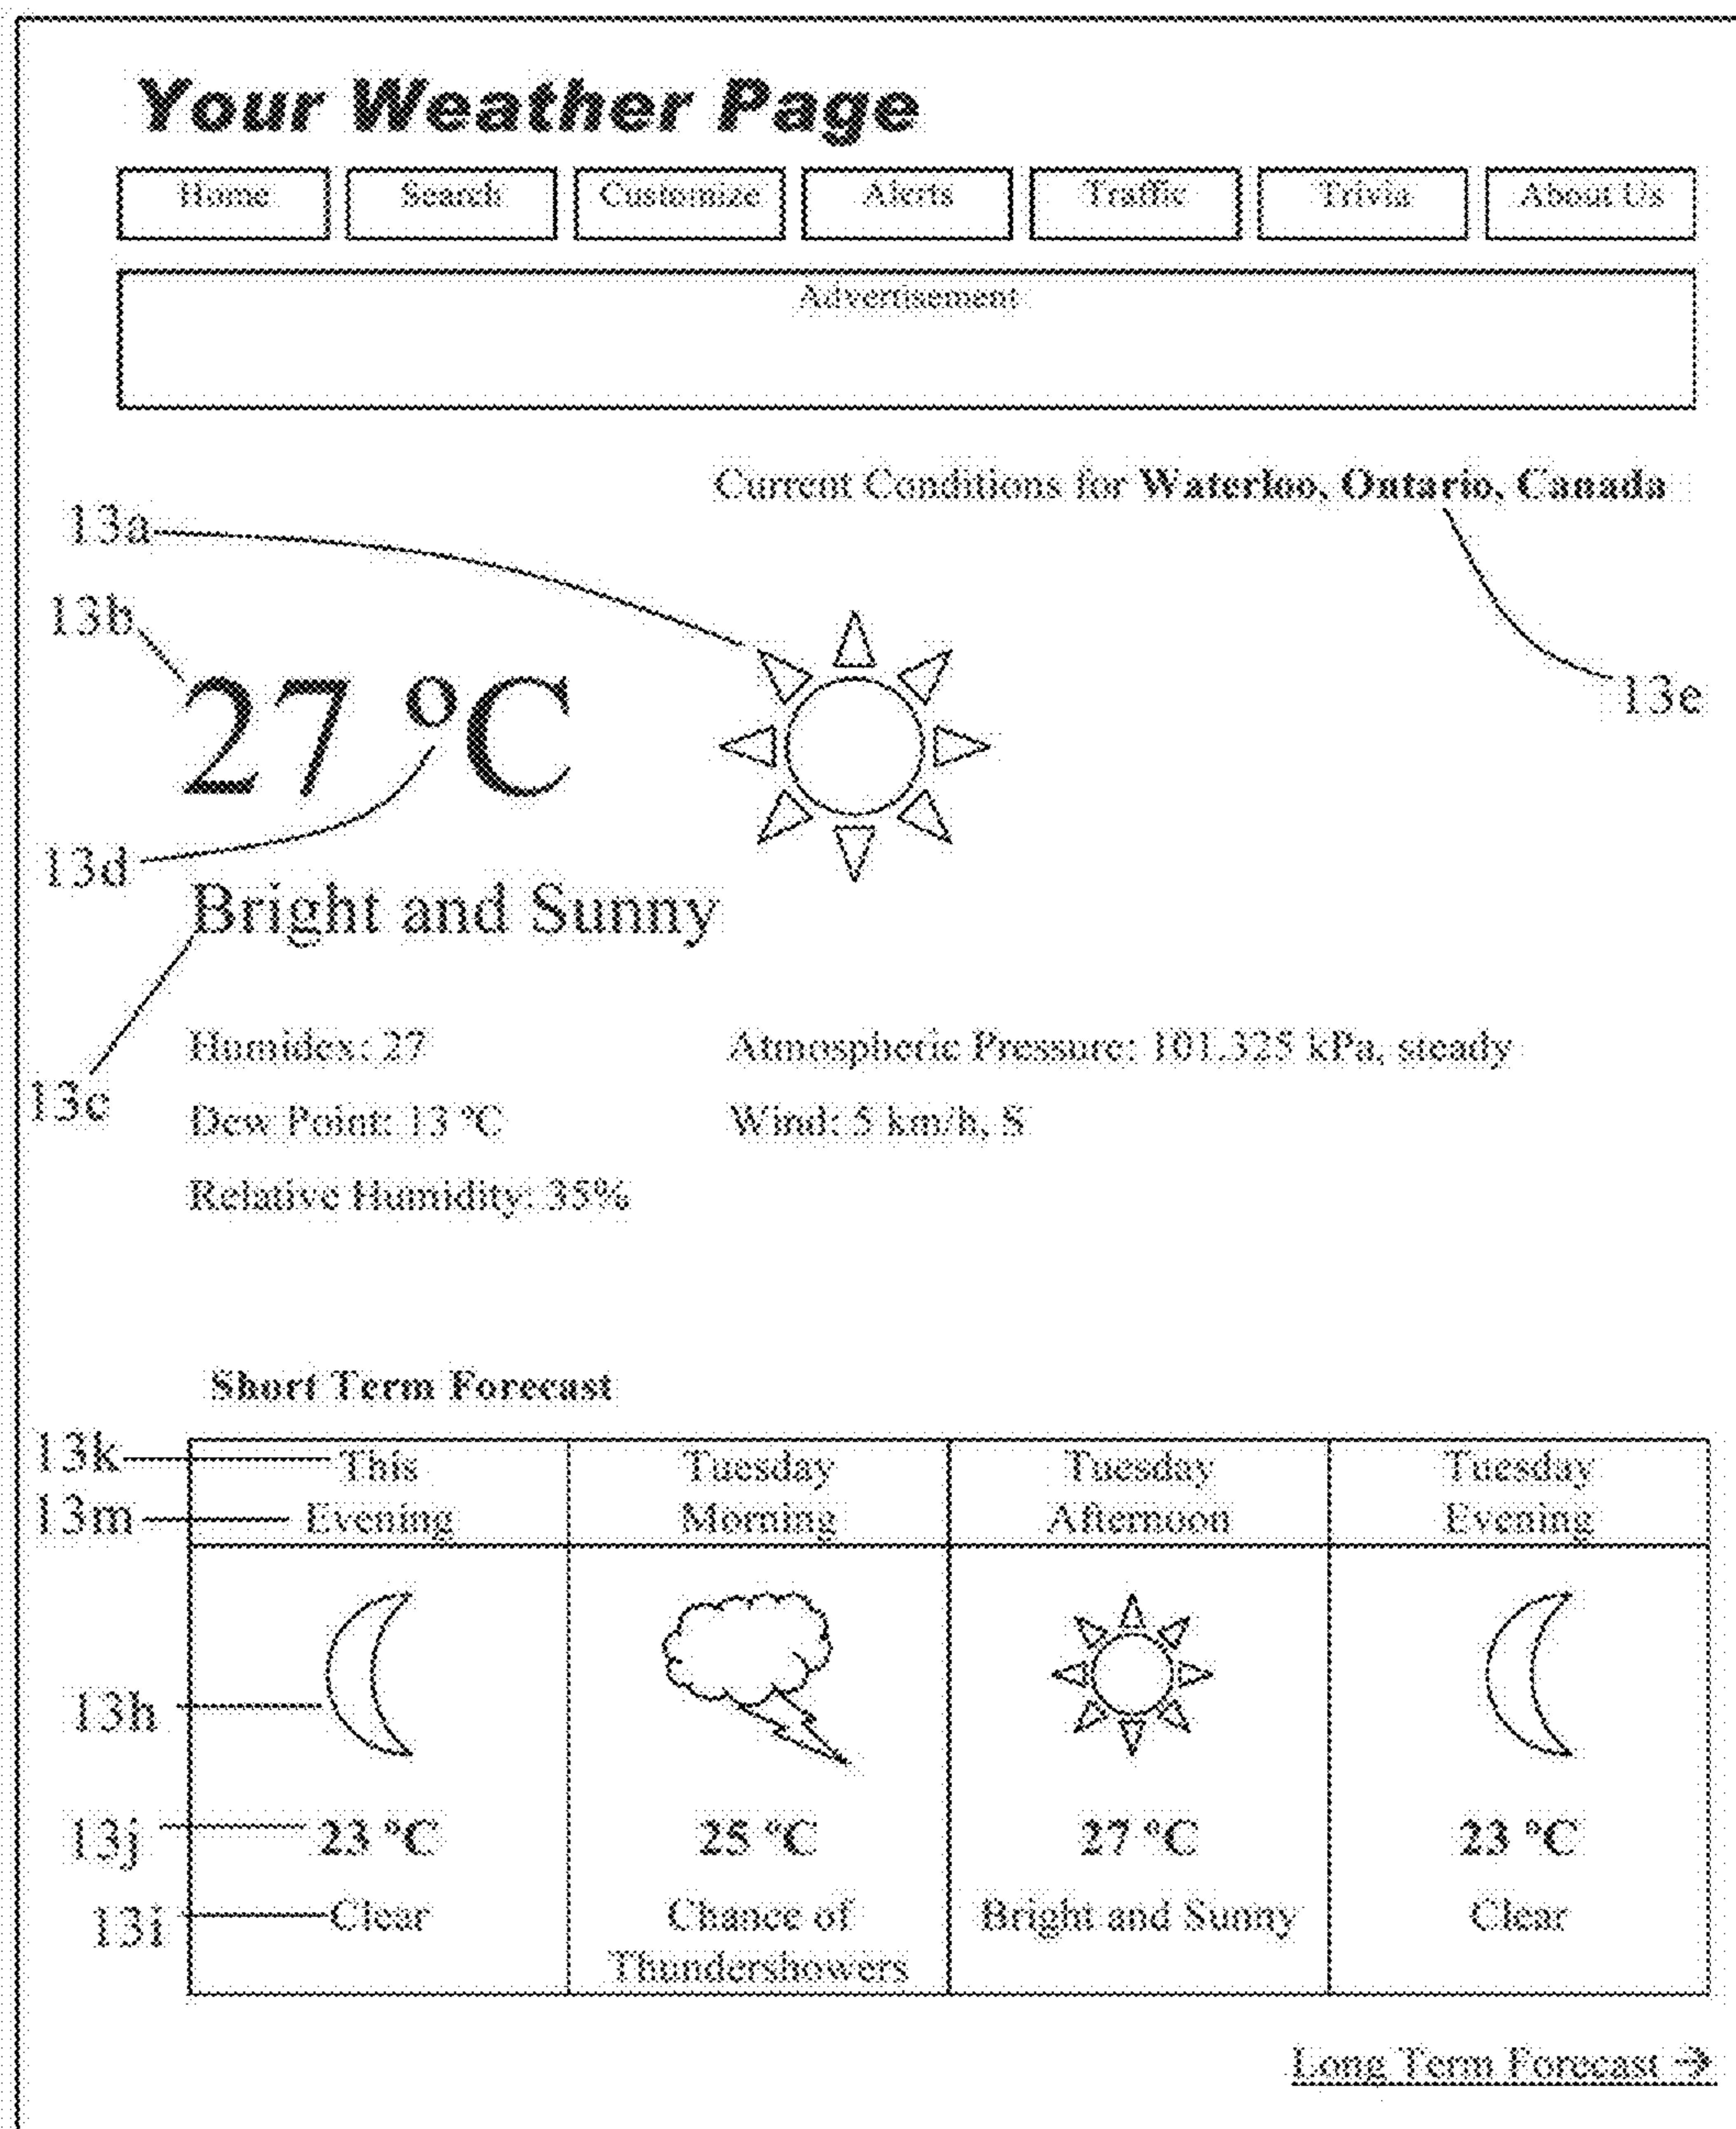 Your Weather Page
Home Search Customize Alerts Traffic Trivia About Us
Advertisement
Current Conditions for Waterloo, Ontario, Canada
13a
13b
13e
27 °C
13d
Bright and Sunny
Humidex: 27 Atmospheric Pressure: 101.325 kPa, steady
13c
Dew Point: 13 °C Wind: 5 km/h, S
Relative Humidity: 35%
Short Term Forecast
13k This Tuesday Tuesday Tuesday
13m Evening Morning Afternoon Evening
13h
13j 23 °C 25 °C 27 °C 23 °C
13i Clear Chance of Bright and Sunny Clear
Thundershowers
Long Term Forecast →